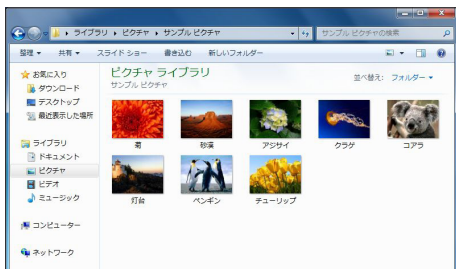 ライブラリ ▸ ピクチャ ▸ サンプル ピクチャ
サンプル ピクチャの検索
整理 ▼ 共有 ▼ スライド ショー 書き込む 新しいフォルダー
お気に入り
ダウンロード
デスクトップ
最近表示した場所
ライブラリ
ドキュメント
ピクチャ
ビデオ
ミュージック
コンピューター
ネットワーク
ピクチャ ライブラリ
サンプル ピクチャ
並べ替え: フォルダー ▼
菊 砂漠 アジサイ クラゲ コアラ
灯台 ペンギン チューリップ